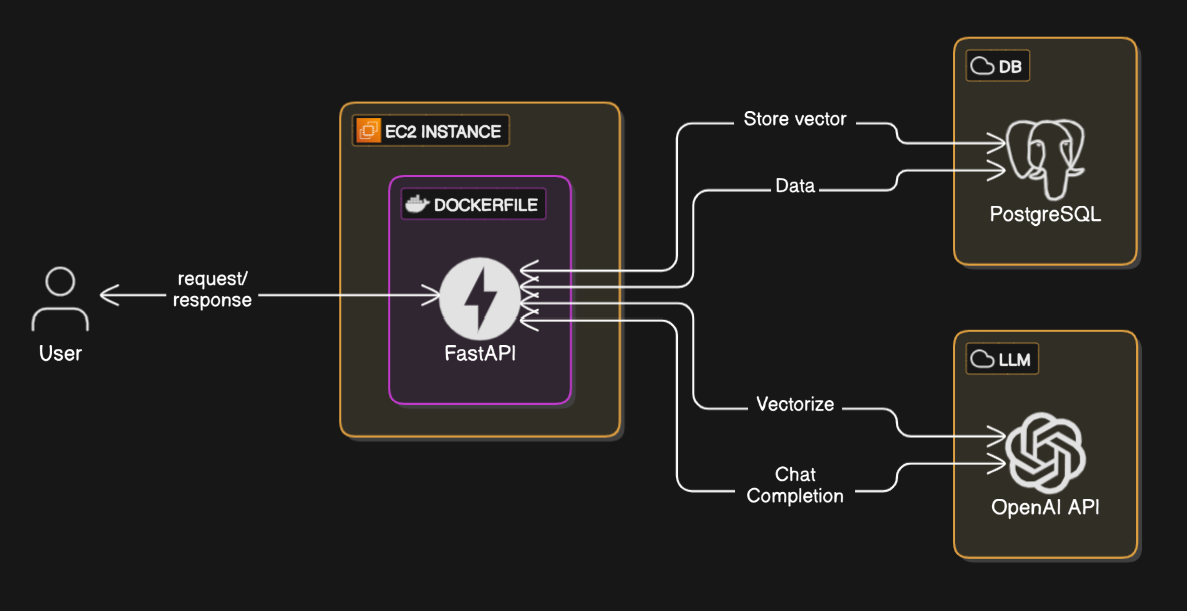 User
request/
response
EC2 INSTANCE
DOCKERFILE
FastAPI
Store vector
Data
Vectorize
Chat
Completion
DB
PostgreSQL
LLM
OpenAI API